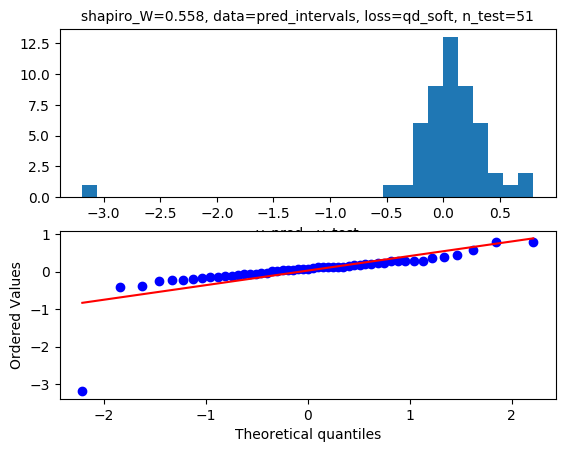 shapiro_W=0.558, data=pred_intervals, loss=qd_soft, n_test=51
12.5
10.0
7.5
5.0
2.5
0.0
−3.0 −2.5 −2.0 −1.5 −1.0 −0.5 0.0 0.5
1
0
−1
−2
−3
Ordered Values
−2 −1 0 1 2
Theoretical quantiles